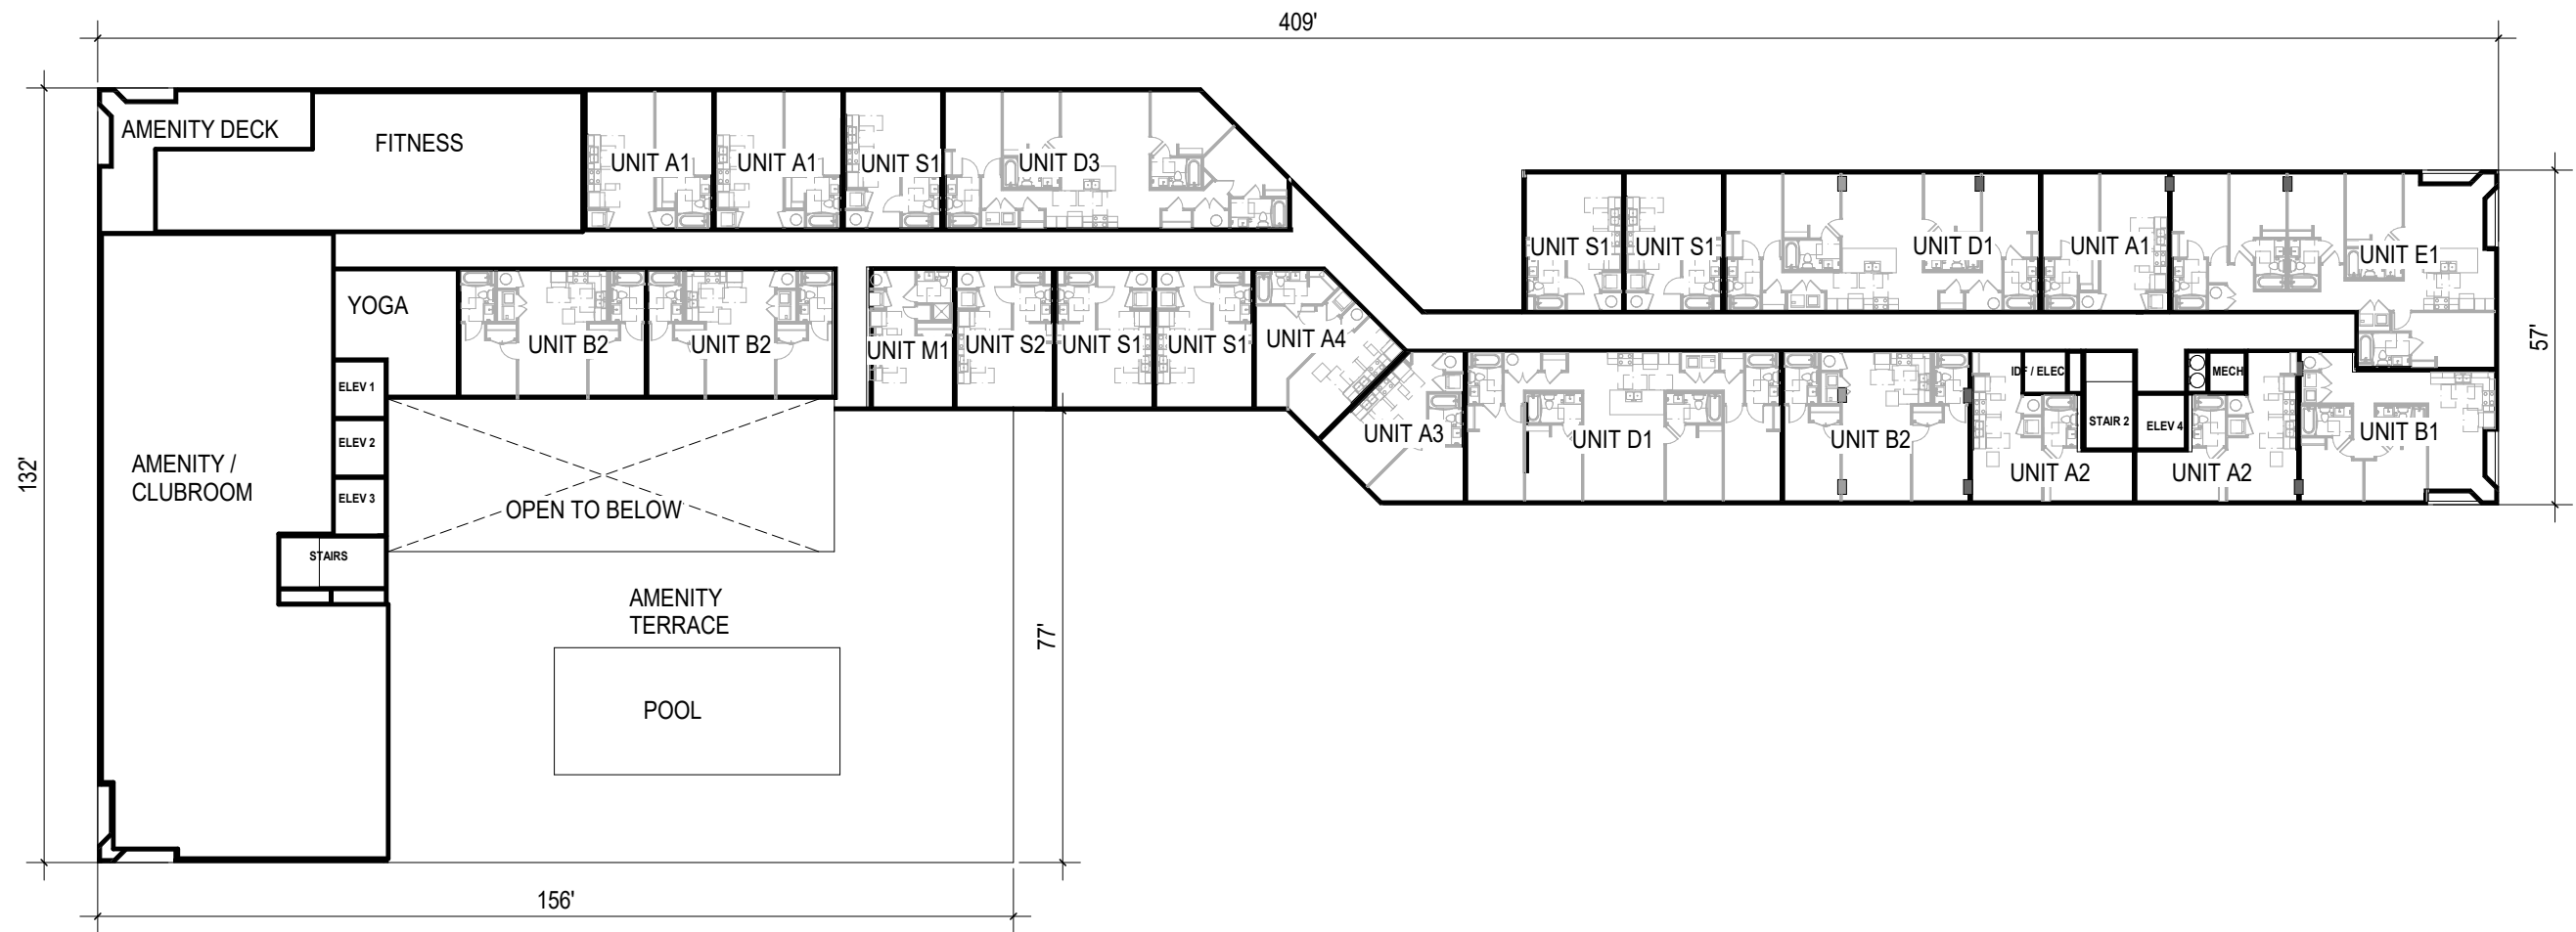 409'
AMENITY DECK
FITNESS
UNIT A1
UNIT A1
UNIT S1
UNIT D3
UNIT S1
UNIT S1
UNIT D1
UNIT A1
UNIT E1
YOGA
UNIT B2
UNIT B2
UNIT M1
UNIT S2
UNIT S1
UNIT S1
UNIT A4
57'
ELEV 1
ELEV 2
ELEV 3
IDF / ELEC
MECH
STAIR 2
ELEV 4
UNIT A3
UNIT D1
UNIT B2
UNIT A2
UNIT A2
UNIT B1
132'
AMENITY /
CLUBROOM
OPEN TO BELOW
STAIRS
AMENITY
TERRACE
77'
POOL
156'